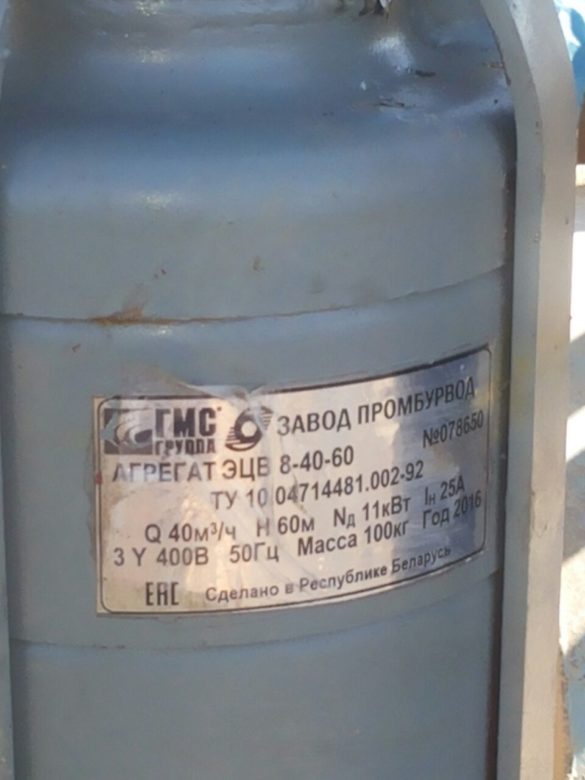 ГМС ГРУППА ЗАВОД ПРОМБУРВОД
№078650
АГРЕГАТ ЭЦВ 8-40-60
ТУ 10 04714481.002-92
Q 40м³/ч Н 60м Nд 11кВт Iн 25А
3 Y 400В 50Гц Масса 100кг Год 2016
ЕАС Сделано в Республике Беларусь